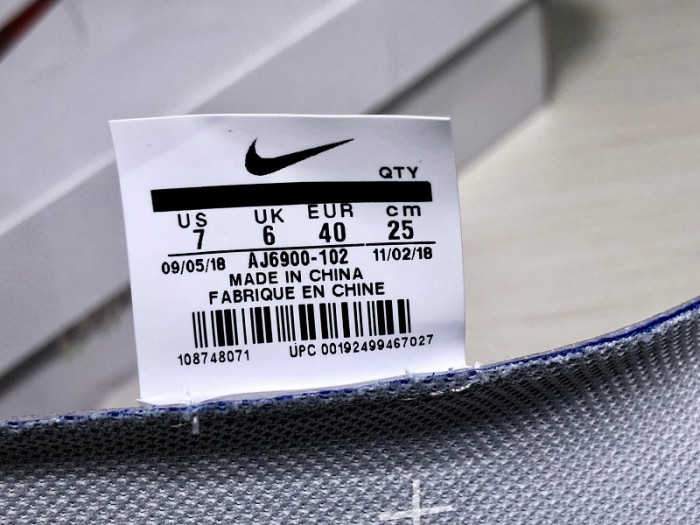 QTY
US UK EUR cm
7 6 40 25
09/05/18 AJ6900-102 11/02/18
MADE IN CHINA
FABRIQUE EN CHINE
108748071 UPC 00192499467027